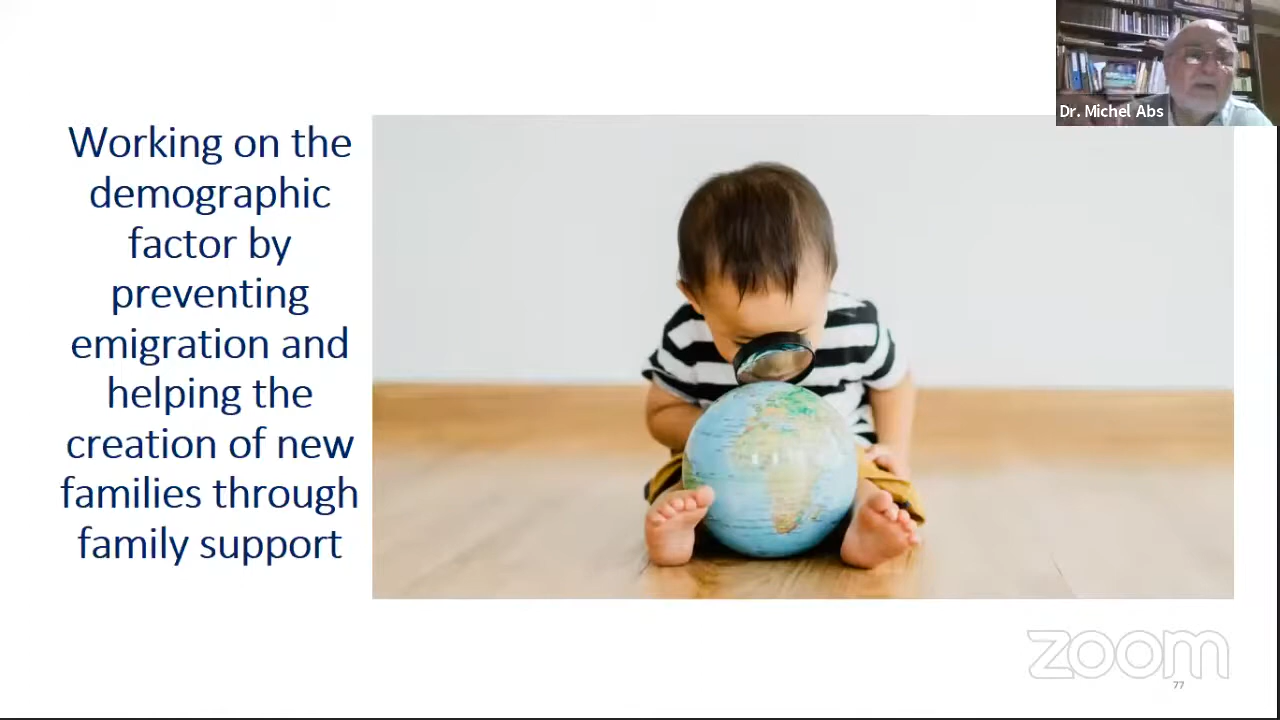 Dr. Michel Abs
Working on the
demographic
factor by
preventing
emigration and
helping the
creation of new
families through
family support
zoom
77